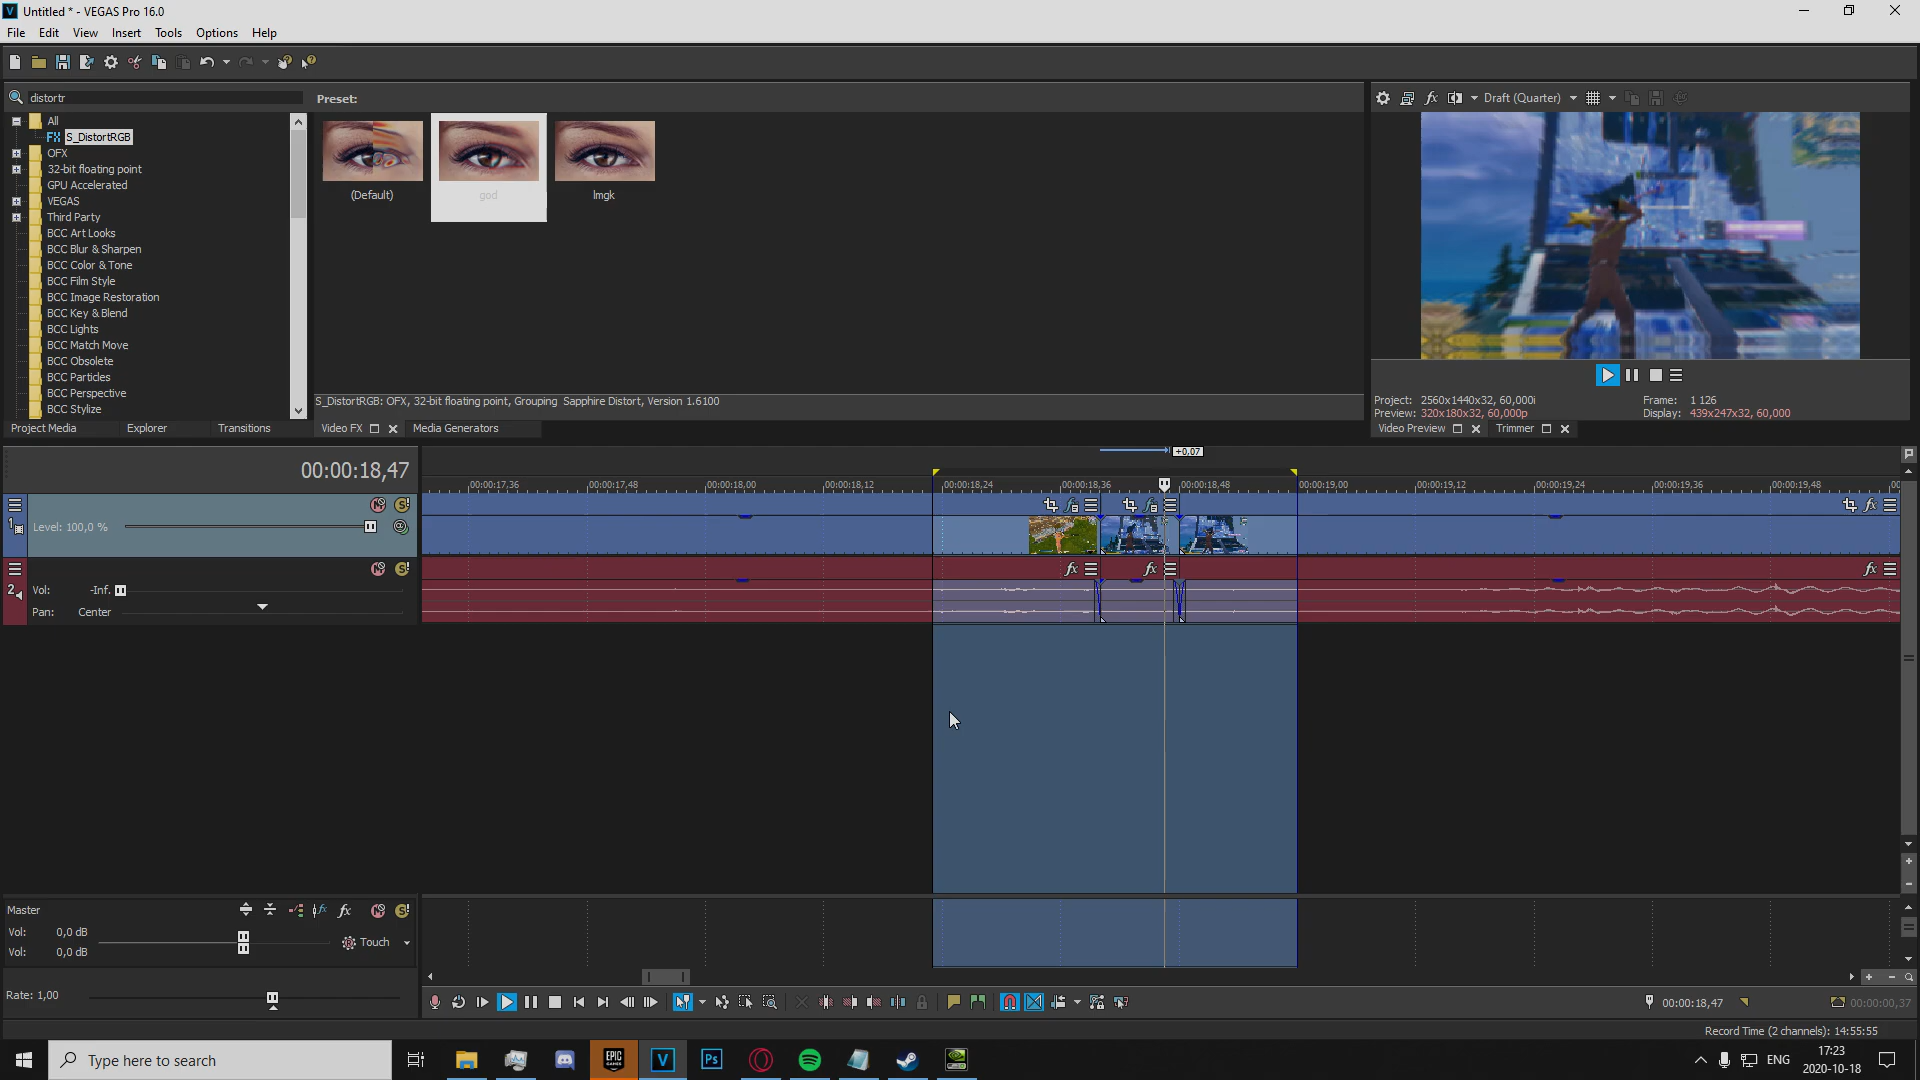 Untitled * - VEGAS Pro 16.0
File Edit View Insert Tools Options Help
distortr
Preset:
All
FX S_DistortRGB
OFX
32-bit floating point
GPU Accelerated
VEGAS
Third Party
BCC Art Looks
BCC Blur & Sharpen
BCC Color & Tone
BCC Film Style
BCC Image Restoration
BCC Key & Blend
BCC Lights
BCC Match Move
BCC Obsolete
BCC Particles
BCC Perspective
BCC Stylize
(Default) god lmgk
S_DistortRGB: OFX, 32-bit floating point, Grouping Sapphire Distort, Version 1.6100
Project Media Explorer Transitions Video FX Media Generators
Draft (Quarter)
Project: 2560x1440x32, 60,000i Frame: 1 126
Preview: 320x180x32, 60,000p Display: 439x247x32, 60,000
Video Preview Trimmer
+0,07
00:00:18,47
00:00:17,36 00:00:17,48 00:00:18,00 00:00:18,12 00:00:18,24 00:00:18,36 00:00:18,48 00:00:19,00 00:00:19,12 00:00:19,24 00:00:19,36 00:00:19,48
1
Level: 100,0 %
2
Vol: -Inf.
Pan: Center
Master
Vol: 0,0 dB
Vol: 0,0 dB
Touch
Rate: 1,00
00:00:18,47 00:00:00,37
Record Time (2 channels): 14:55:55
Type here to search
EPIC GAMES
V
Ps
ENG
17:23
2020-10-18